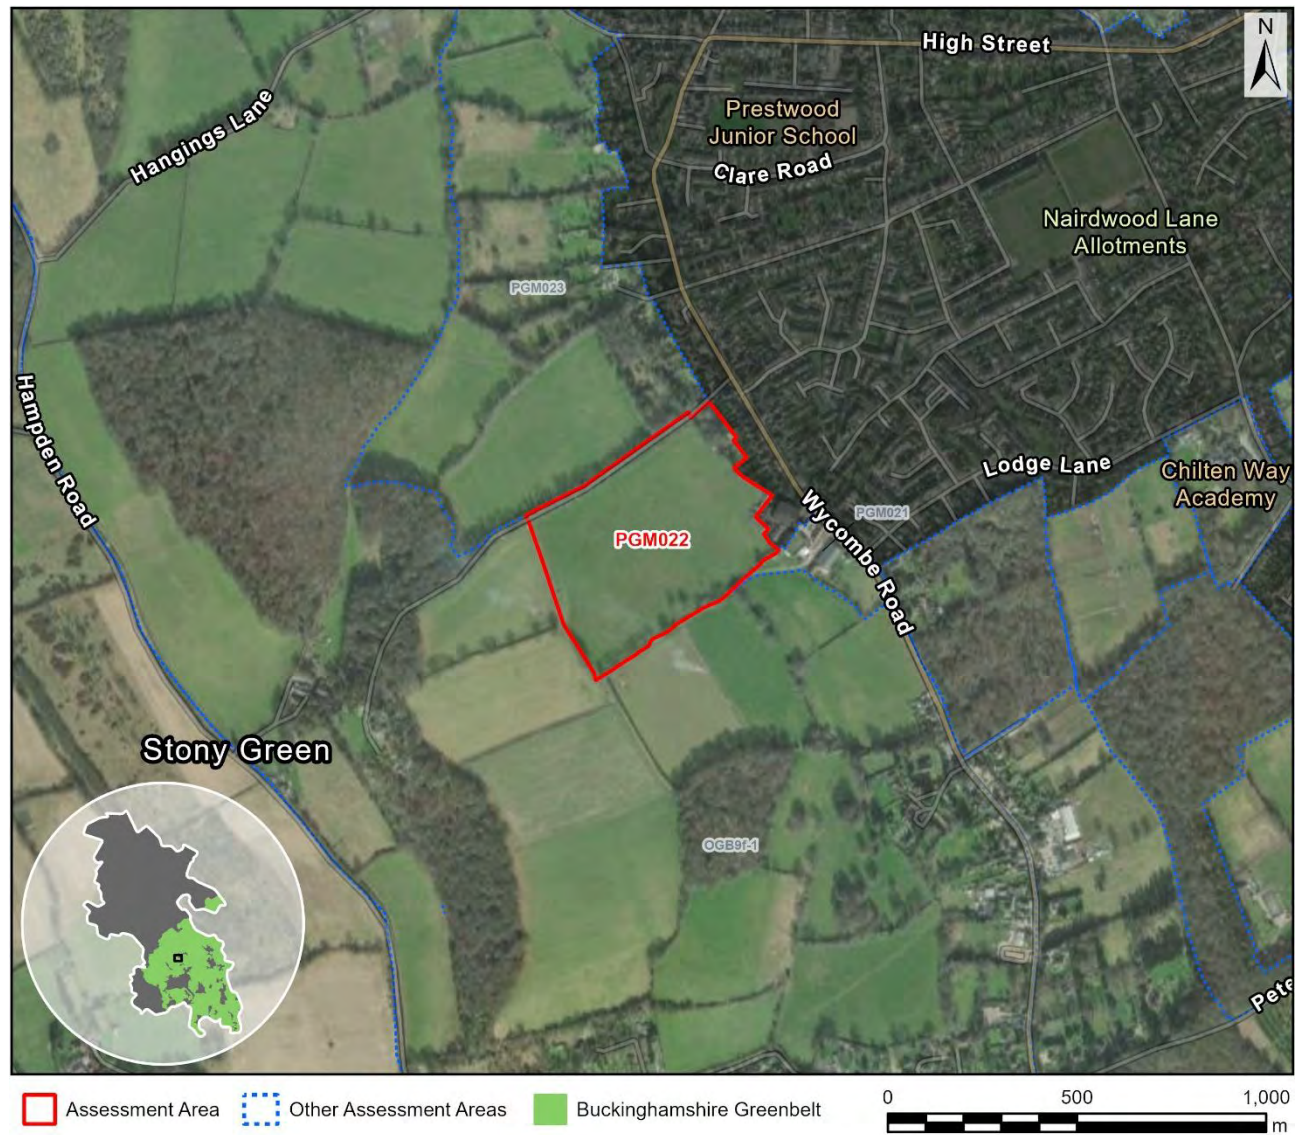 High Street
N
Prestwood
Junior School
Hangings Lane
Clare Road
Nairdwood Lane
Allotments
PGM023
Hampden Road
Lodge Lane
Chilten Way
Academy
Wycombe Road
PGM021
PGM022
Stony Green
OGB9f-1
Pete
Assessment Area
Other Assessment Areas
Buckinghamshire Greenbelt
0 500 1,000
m